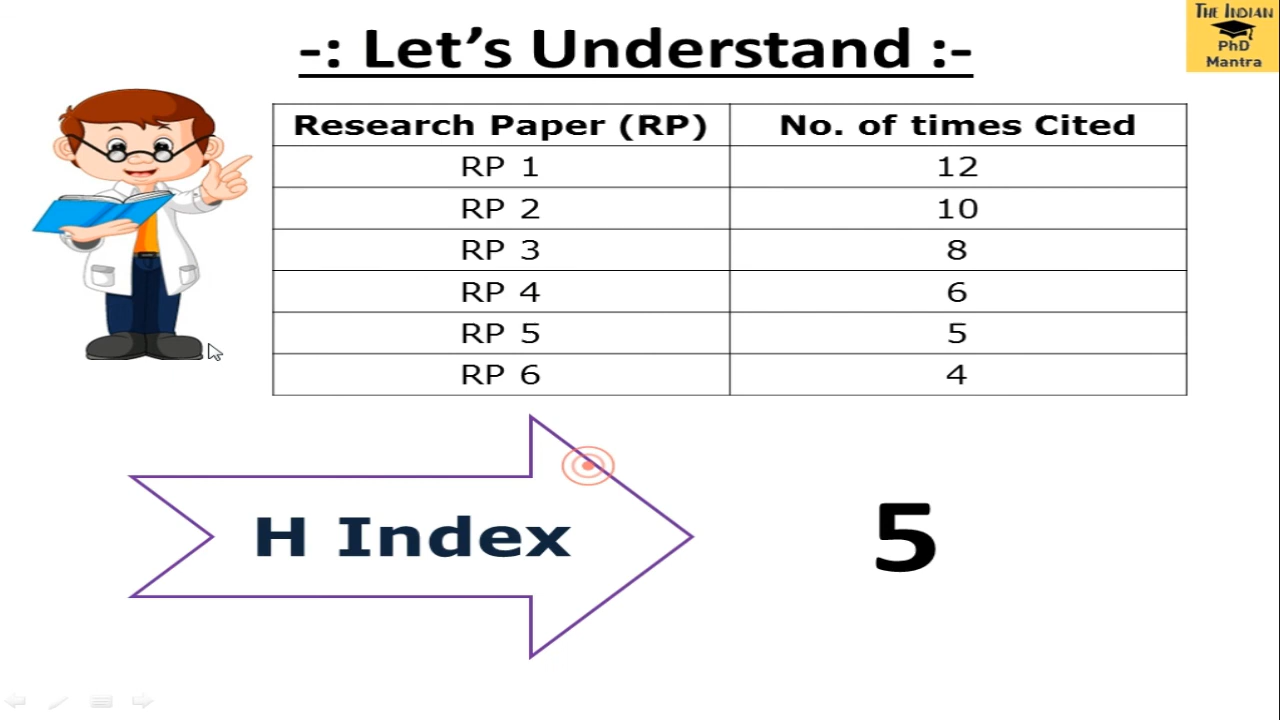 -: Let's Understand :-
THE INDIAN
PhD
Mantra
Research Paper (RP) No. of times Cited
RP 1 12
RP 2 10
RP 3 8
RP 4 6
RP 5 5
RP 6 4
H Index 5